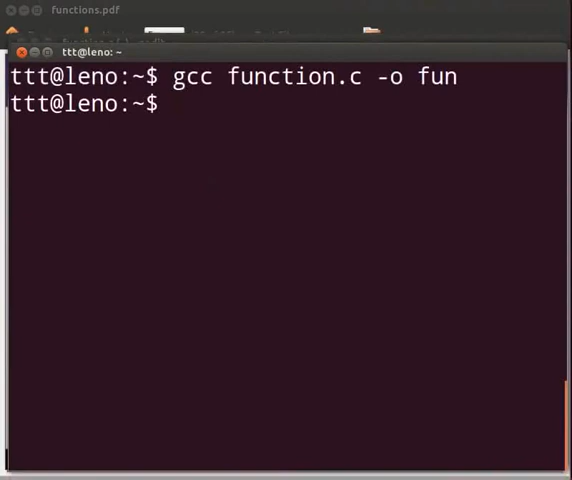 functions.pdf
ttt@leno: ~
ttt@leno:~$ gcc function.c -o fun
ttt@leno:~$